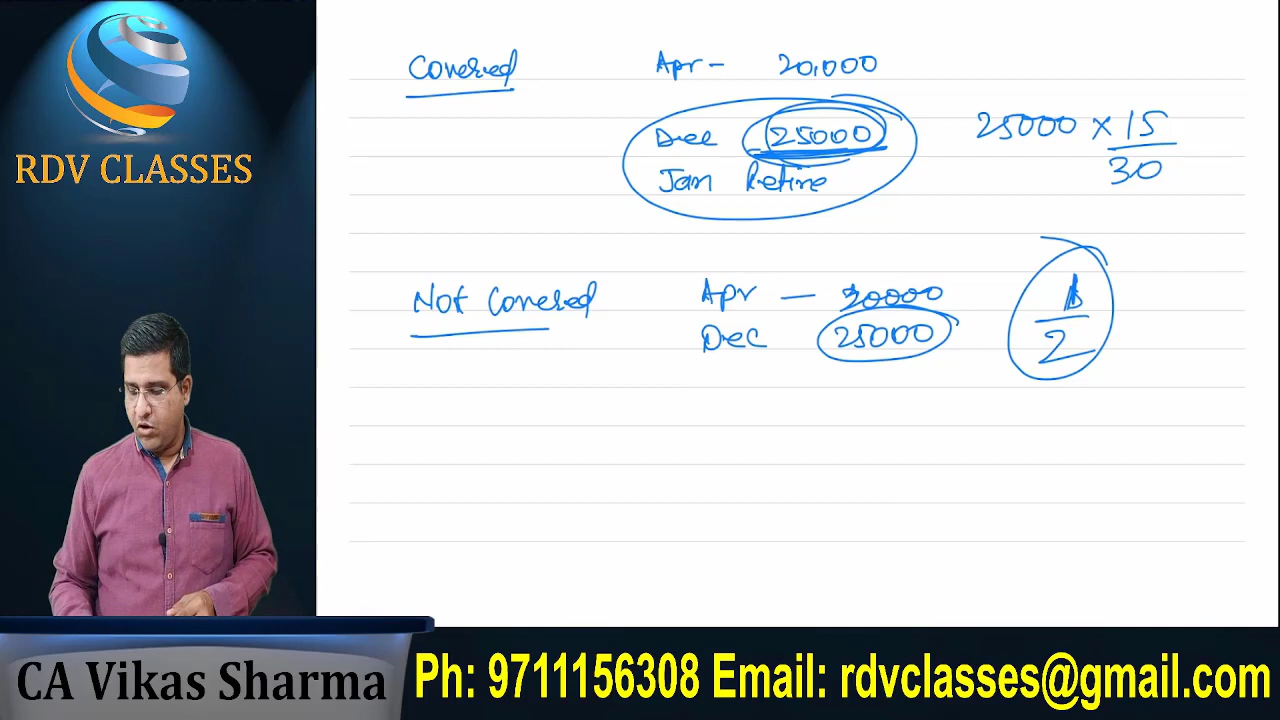 RDV CLASSES
Covered Apr - 20,000
Dec 25000 25000 × 15
30
Jan Retire
Not Covered Apr — 20000
Dec 25000
1
2
CA Vikas Sharma
Ph: 9711156308 Email: rdvclasses@gmail.com